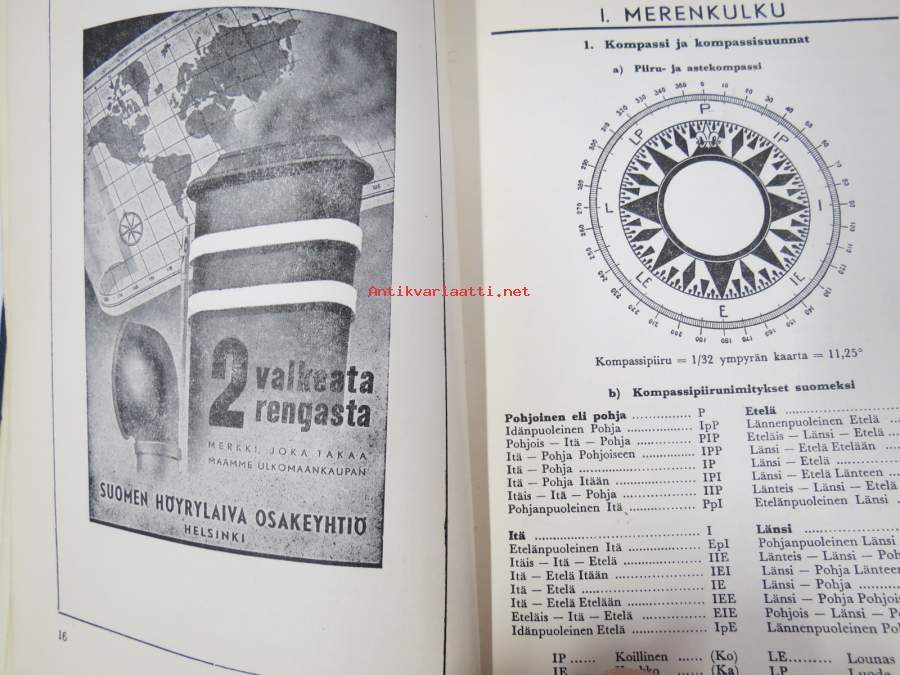 2 valkeata
rengasta
MERKKI, JOKA TAKAA
MAAMME ULKOMAANKAUPAN
SUOMEN HÖYRYLAIVA OSAKEYHTIÖ
HELSINKI
16
Antikvariaatti.net
I. MERENKULKU
1. Kompassi ja kompassisuunnat
a) Piiru- ja astekompassi
P
IP
I
IE
E
LE
L
LP
Kompassipiiru = 1/32 ympyrän kaarta = 11,25°
b) Kompassipiirunimitykset suomeksi
Pohjoinen eli pohja ............ P
Idänpuoleinen Pohja ............ IpP
Pohjois — Itä — Pohja ............ PIP
Itä — Pohja Pohjoiseen ............ IPP
Itä — Pohja ............ IP
Itä — Pohja Itään ............ IPI
Itäis — Itä — Pohja ............ IIP
Pohjanpuoleinen Itä ............ PpI
Itä ............ I
Etelänpuoleinen Itä ............ EpI
Itäis — Itä — Etelä ............ IIE
Itä — Etelä Itään ............ IEI
Itä — Etelä ............ IE
Itä — Etelä Etelään ............ IEE
Eteläis — Itä — Etelä ............ EIE
Idänpuoleinen Etelä ............ IpE
Etelä ............
Lännenpuoleinen Etelä ..
Eteläis — Länsi — Etelä ....
Länsi — Etelä Etelään ....
Länsi — Etelä ............
Länsi — Etelä Länteen ....
Länteis — Länsi — Etelä
Etelänpuoleinen Länsi ..
Länsi ............
Pohjanpuoleinen Länsi
Länteis — Länsi — Poh
Länsi — Pohja Länteen
Länsi — Pohja ............
Länsi — Pohja Pohjois
Pohjois — Länsi — Po
Lännenpuoleinen Poh
IP ...... Koillinen ...... (Ko)
IE (Ka)
LE......... Lounas
LP